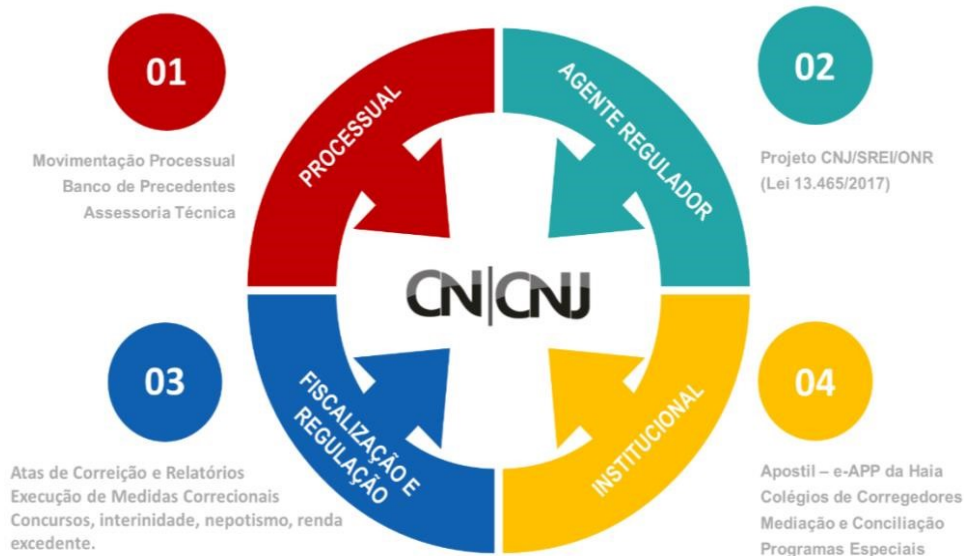 01
PROCESSUAL
Movimentação Processual
Banco de Precedentes
Assessoria Técnica
02
AGENTE REGULADOR
Projeto CNJ/SREI/ONR
(Lei 13.465/2017)
CN|CNJ
03
FISCALIZAÇÃO E
REGULAÇÃO
Atas de Correição e Relatórios
Execução de Medidas Correcionais
Concursos, interinidade, nepotismo, renda
excedente.
04
INSTITUCIONAL
Apostil – e-APP da Haia
Colégios de Corregedores
Mediação e Conciliação
Programas Especiais